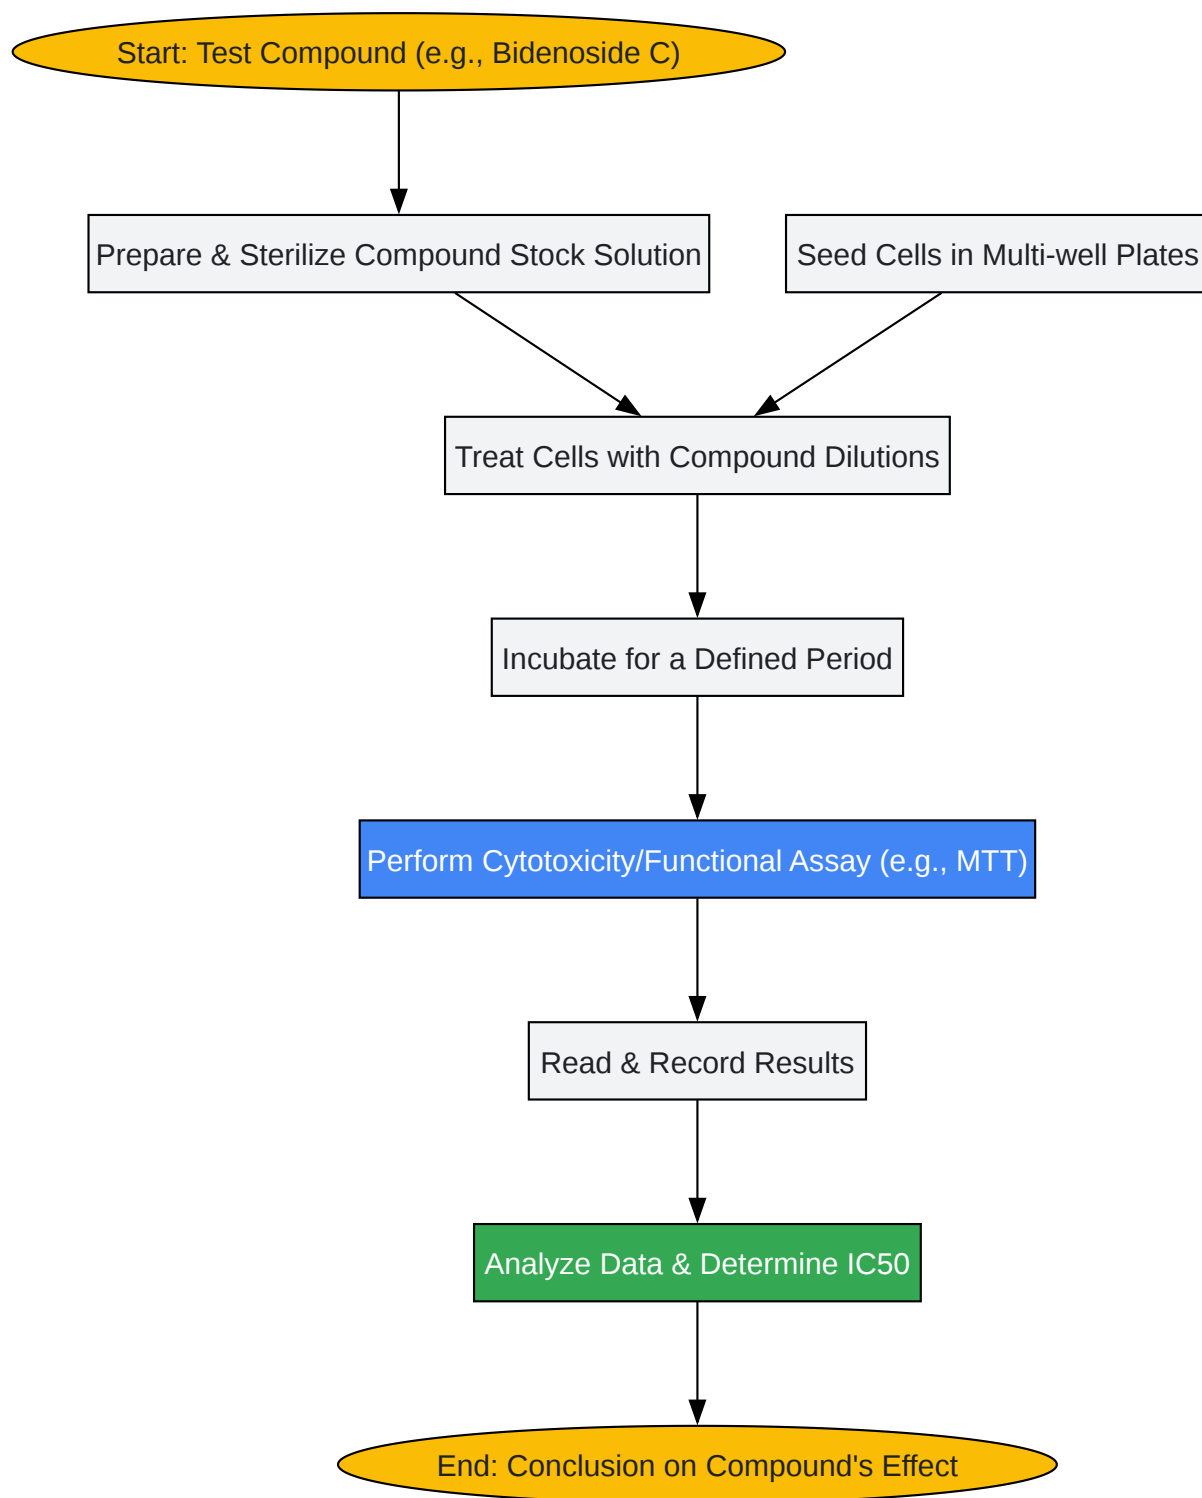 Start: Test Compound (e.g., Bidenoside C)
Prepare & Sterilize Compound Stock Solution
Seed Cells in Multi-well Plates
Treat Cells with Compound Dilutions
Incubate for a Defined Period
Perform Cytotoxicity/Functional Assay (e.g., MTT)
Read & Record Results
Analyze Data & Determine IC50
End: Conclusion on Compound's Effect